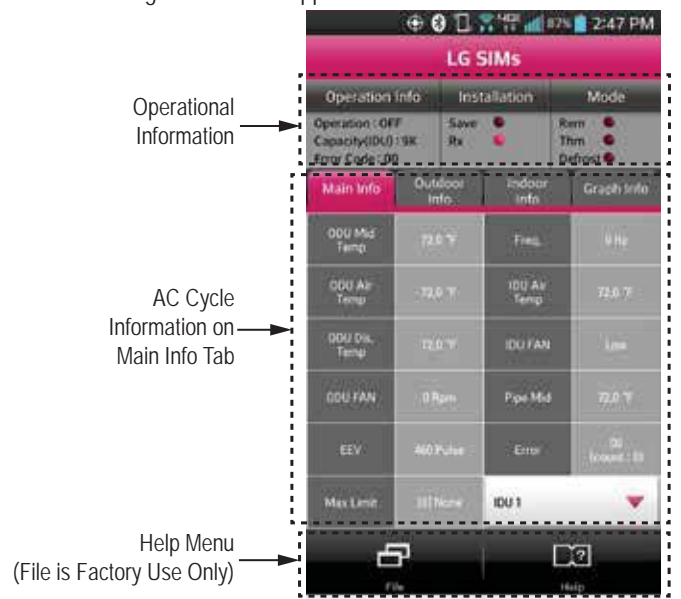 87% 2:47 PM
LG SIMs
Operation Info Installation Mode
Operational
Information
Operation : OFF Save Rem
Capacity(IDU) : 9K Rx Thm
Error Code : 00 Defrost
Main Info Outdoor Info Indoor Info Graph Info
ODU Mid Temp 72.0 °F Freq. 0 Hz
ODU Air Temp 72.0 °F IDU Air Temp 72.0 °F
AC Cycle
Information on
Main Info Tab
ODU Dis. Temp 72.0 °F IDU FAN Low
ODU FAN 0 Rpm Pipe Mid 72.0 °F
EEV 460 Pulse Error 00
Max Limit None IDU 1
Help Menu
(File is Factory Use Only)
File Help